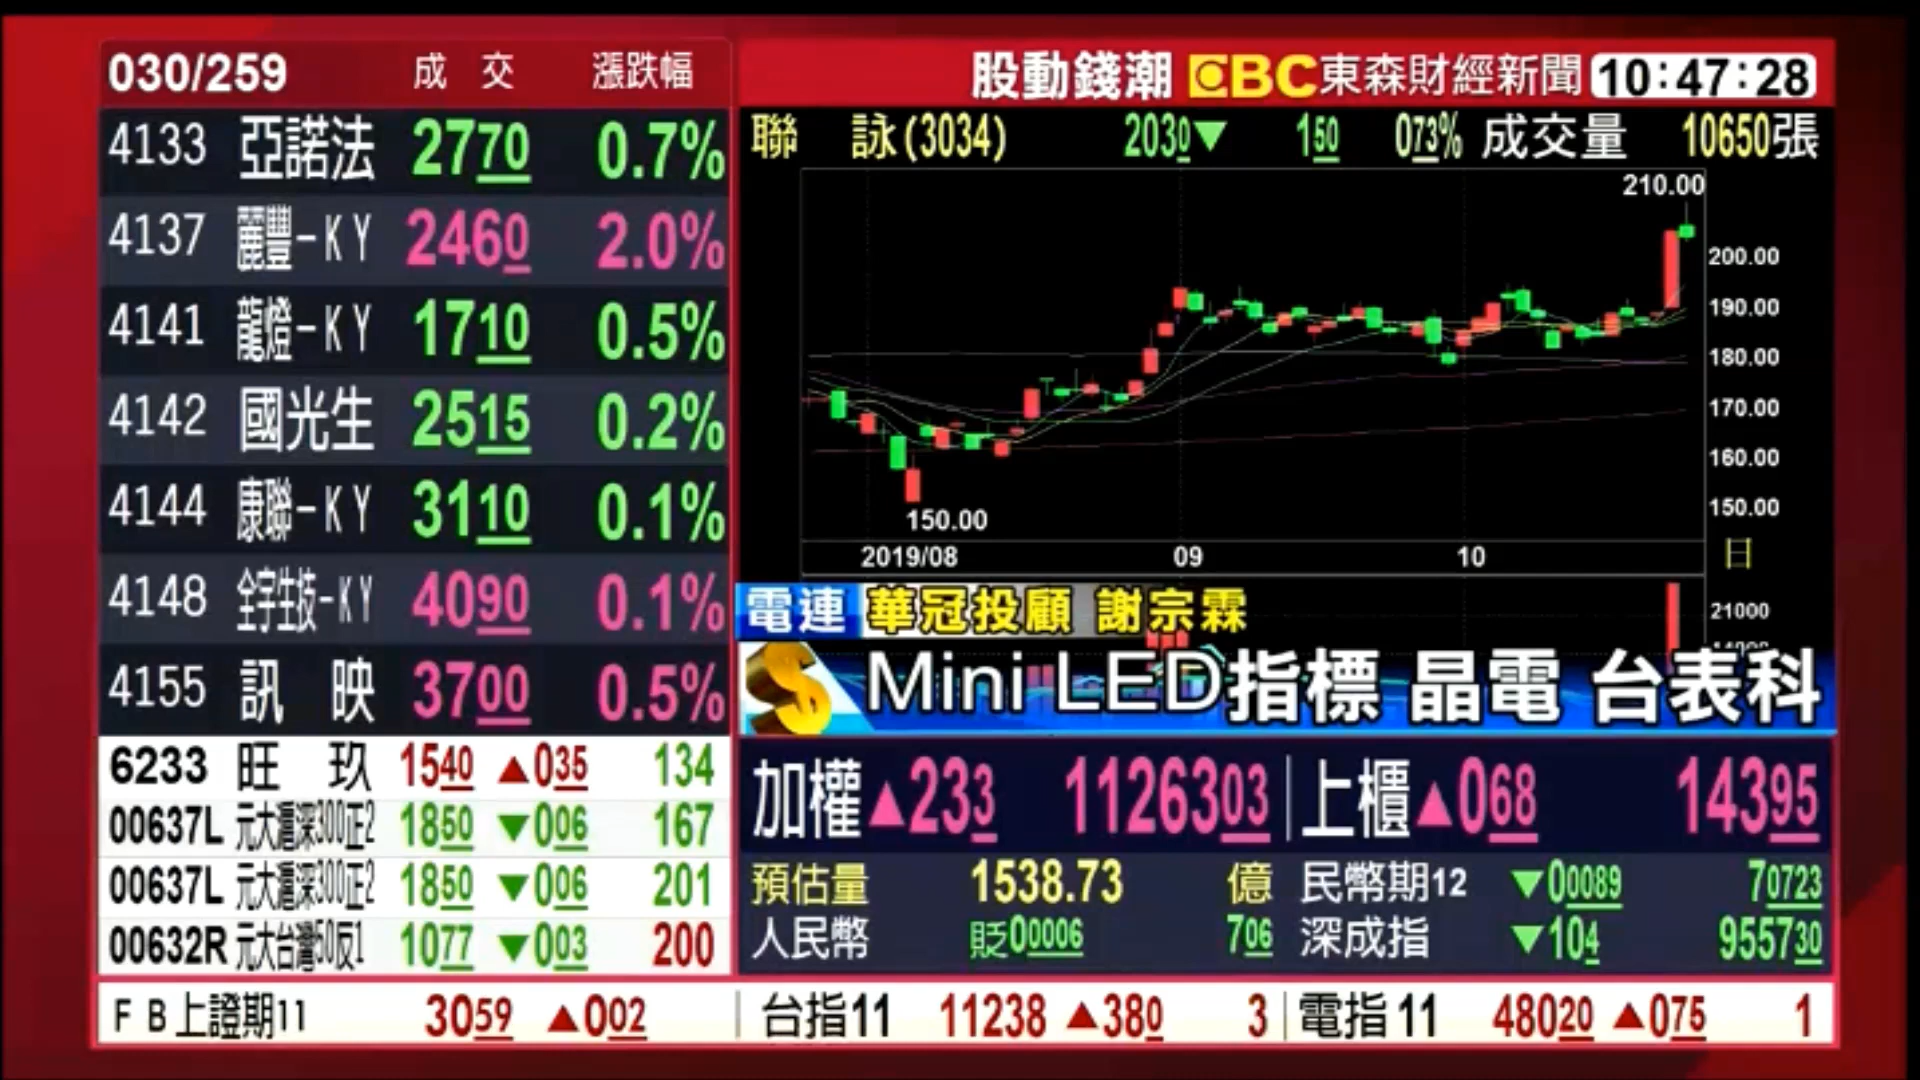 030/259 成交 漲跌幅
4133 亞諾法 2770 0.7%
4137 麗豐-KY 2460 2.0%
4141 龍燈-KY 1710 0.5%
4142 國光生 2515 0.2%
4144 康聯-KY 3110 0.1%
4148 全宇生技-KY 4090 0.1%
4155 訊映 3700 0.5%
6233 旺玖 1540 ▲035 134
00637L 元大滬深300正2 1850 ▼006 167
00637L 元大滬深300正2 1850 ▼006 201
00632R 元大台灣50反1 1077 ▼003 200
股動錢潮 EBC東森財經新聞 10:47:28
聯詠(3034) 2030▼ 150 073% 成交量 10650張
210.00
200.00
190.00
180.00
170.00
160.00
150.00
150.00
2019/08 09 10 日
21000
電連 華冠投顧 謝宗霖
Mini LED指標 晶電 台表科
加權▲233 1126303 上櫃▲068 14395
預估量 1538.73 億 民幣期12 ▼00089 70723
人民幣 貶00006 706 深成指 ▼104 955730
FB上證期11 3059 ▲002 台指11 11238 ▲380 3 電指11 48020 ▲075 1